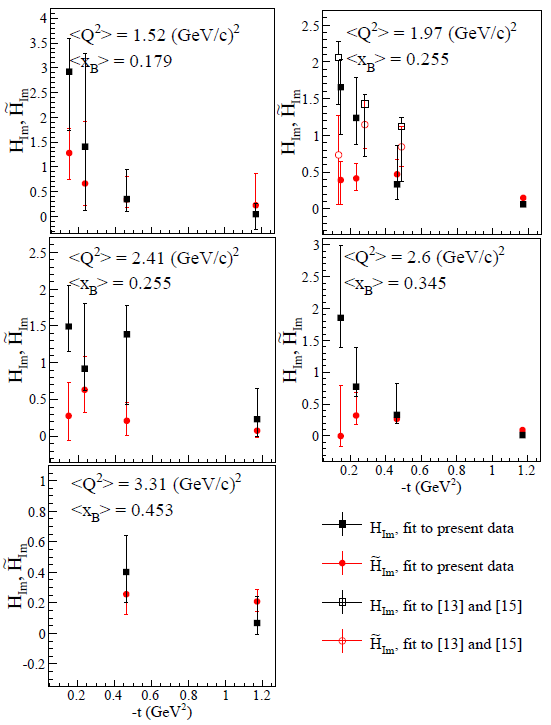 <Q²> = 1.52 (GeV/c)²
<x_B> = 0.179
H_Im, H̃_Im
4
3.5
3
2.5
2
1.5
1
0.5
0
<Q²> = 1.97 (GeV/c)²
<x_B> = 0.255
H_Im, H̃_Im
2.5
2
1.5
1
0.5
0
<Q²> = 2.41 (GeV/c)²
<x_B> = 0.255
H_Im, H̃_Im
2.5
2
1.5
1
0.5
0
<Q²> = 2.6 (GeV/c)²
<x_B> = 0.345
H_Im, H̃_Im
3
2.5
2
1.5
1
0.5
0
0.2 0.4 0.6 0.8 1 1.2
-t (GeV²)
<Q²> = 3.31 (GeV/c)²
<x_B> = 0.453
H_Im, H̃_Im
1
0.8
0.6
0.4
0.2
0
-0.2
0.2 0.4 0.6 0.8 1 1.2
-t (GeV²)
H_Im, fit to present data
H̃_Im, fit to present data
H_Im, fit to [13] and [15]
H̃_Im, fit to [13] and [15]